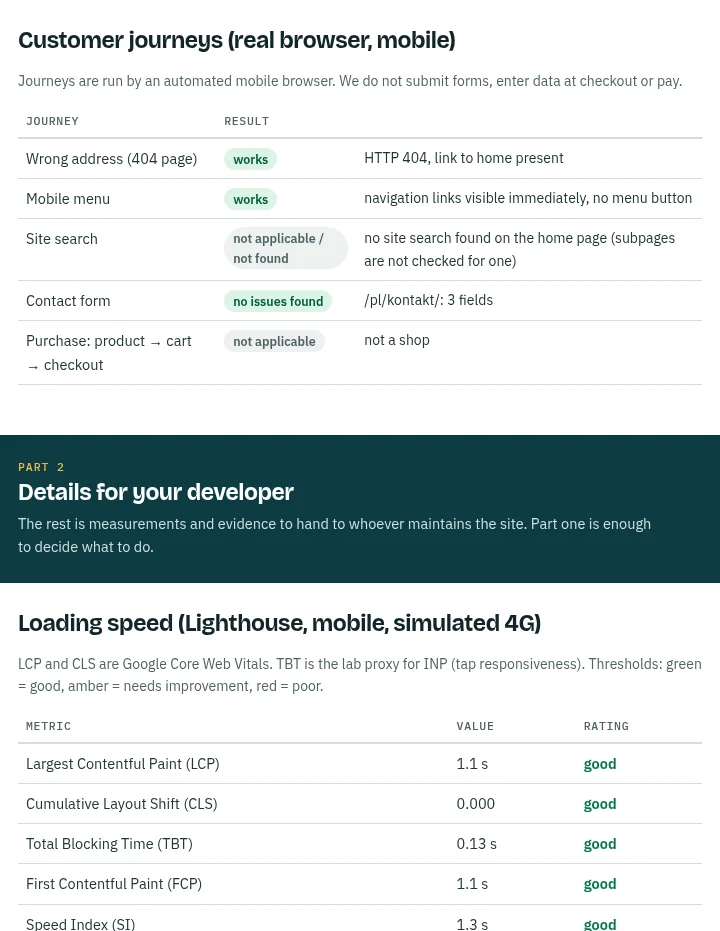 Customer journeys (real browser, mobile)
Journeys are run by an automated mobile browser. We do not submit forms, enter data at checkout or pay.
JOURNEY RESULT
Wrong address (404 page) works HTTP 404, link to home present
Mobile menu works navigation links visible immediately, no menu button
Site search not applicable / not found no site search found on the home page (subpages are not checked for one)
Contact form no issues found /pl/kontakt/: 3 fields
Purchase: product → cart → checkout not applicable not a shop
PART 2
Details for your developer
The rest is measurements and evidence to hand to whoever maintains the site. Part one is enough
to decide what to do.
Loading speed (Lighthouse, mobile, simulated 4G)
LCP and CLS are Google Core Web Vitals. TBT is the lab proxy for INP (tap responsiveness). Thresholds: green
= good, amber = needs improvement, red = poor.
METRIC VALUE RATING
Largest Contentful Paint (LCP) 1.1 s good
Cumulative Layout Shift (CLS) 0.000 good
Total Blocking Time (TBT) 0.13 s good
First Contentful Paint (FCP) 1.1 s good
Speed Index (SI) 1.3 s good